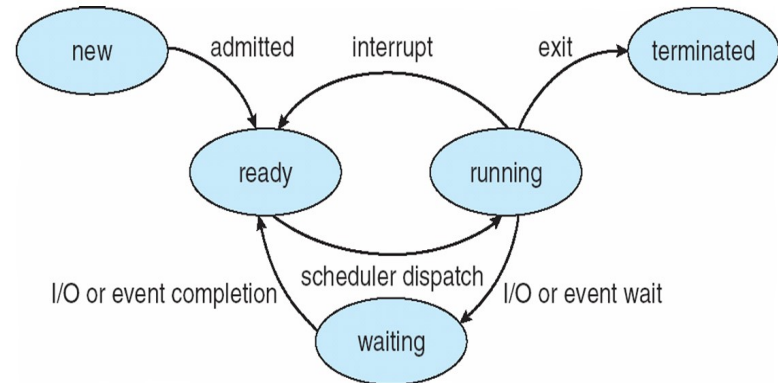 new
admitted
interrupt
exit
terminated
ready
running
scheduler dispatch
I/O or event completion
I/O or event wait
waiting